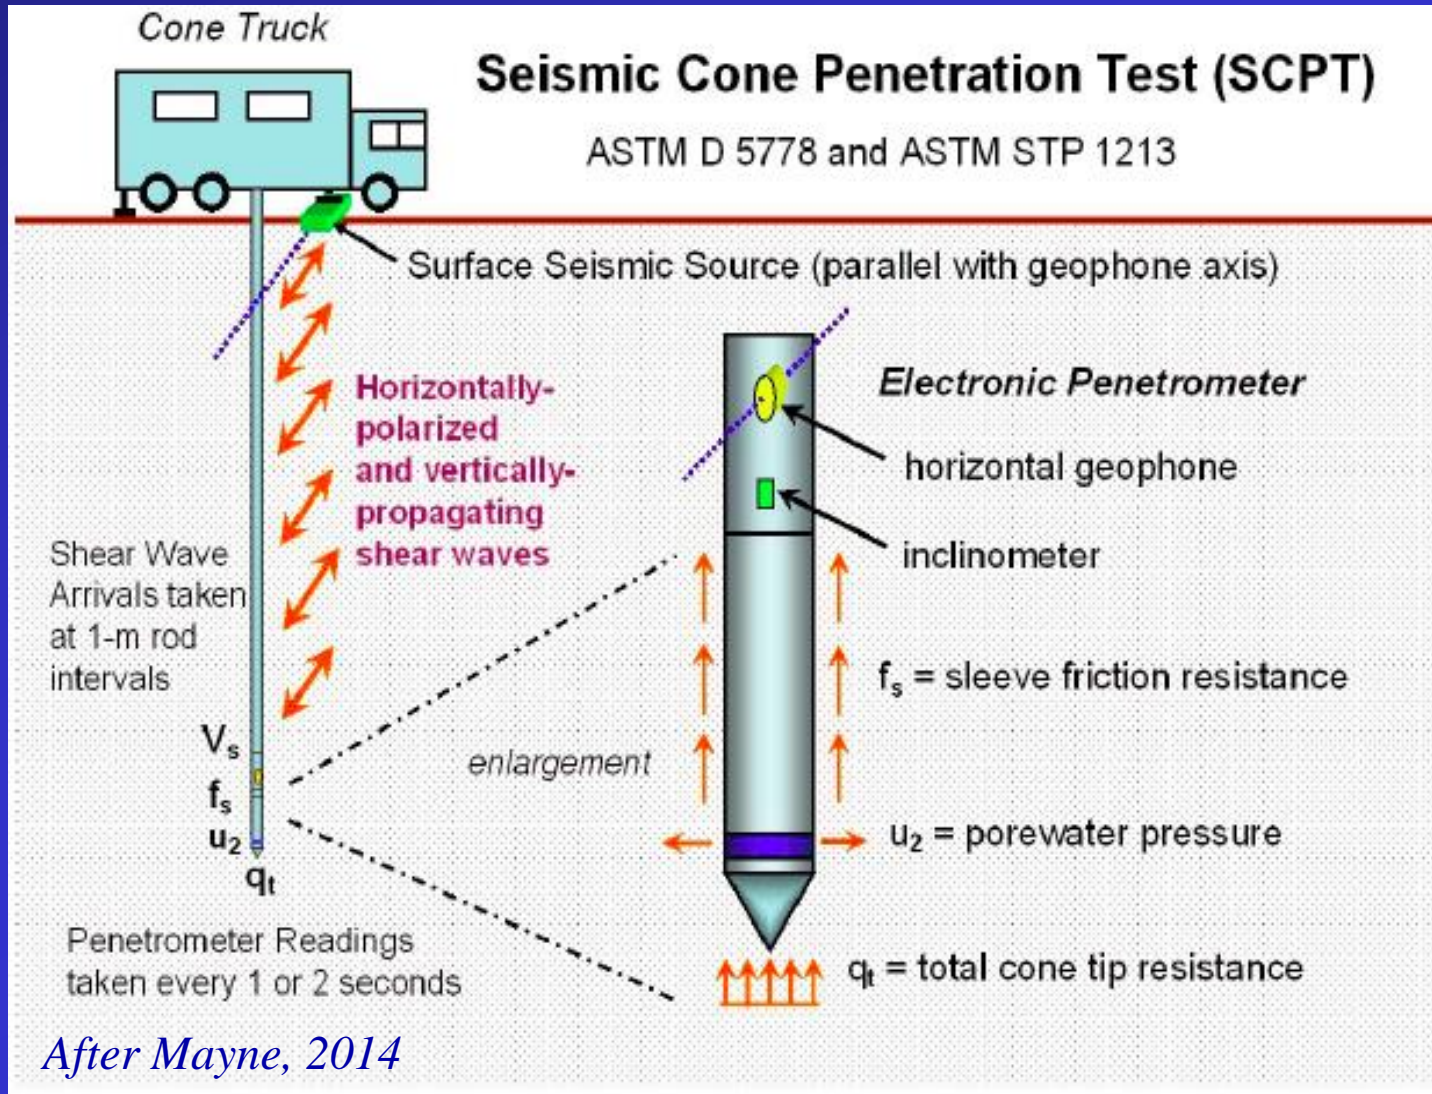 Cone Truck
Seismic Cone Penetration Test (SCPT)
ASTM D 5778 and ASTM STP 1213
Surface Seismic Source (parallel with geophone axis)
Horizontally-
polarized
and vertically-
propagating
shear waves
Electronic Penetrometer
horizontal geophone
inclinometer
Shear Wave
Arrivals taken
at 1-m rod
intervals
fs = sleeve friction resistance
Vs
fs
u2
qt
enlargement
u2 = porewater pressure
Penetrometer Readings
taken every 1 or 2 seconds
qt = total cone tip resistance
After Mayne, 2014